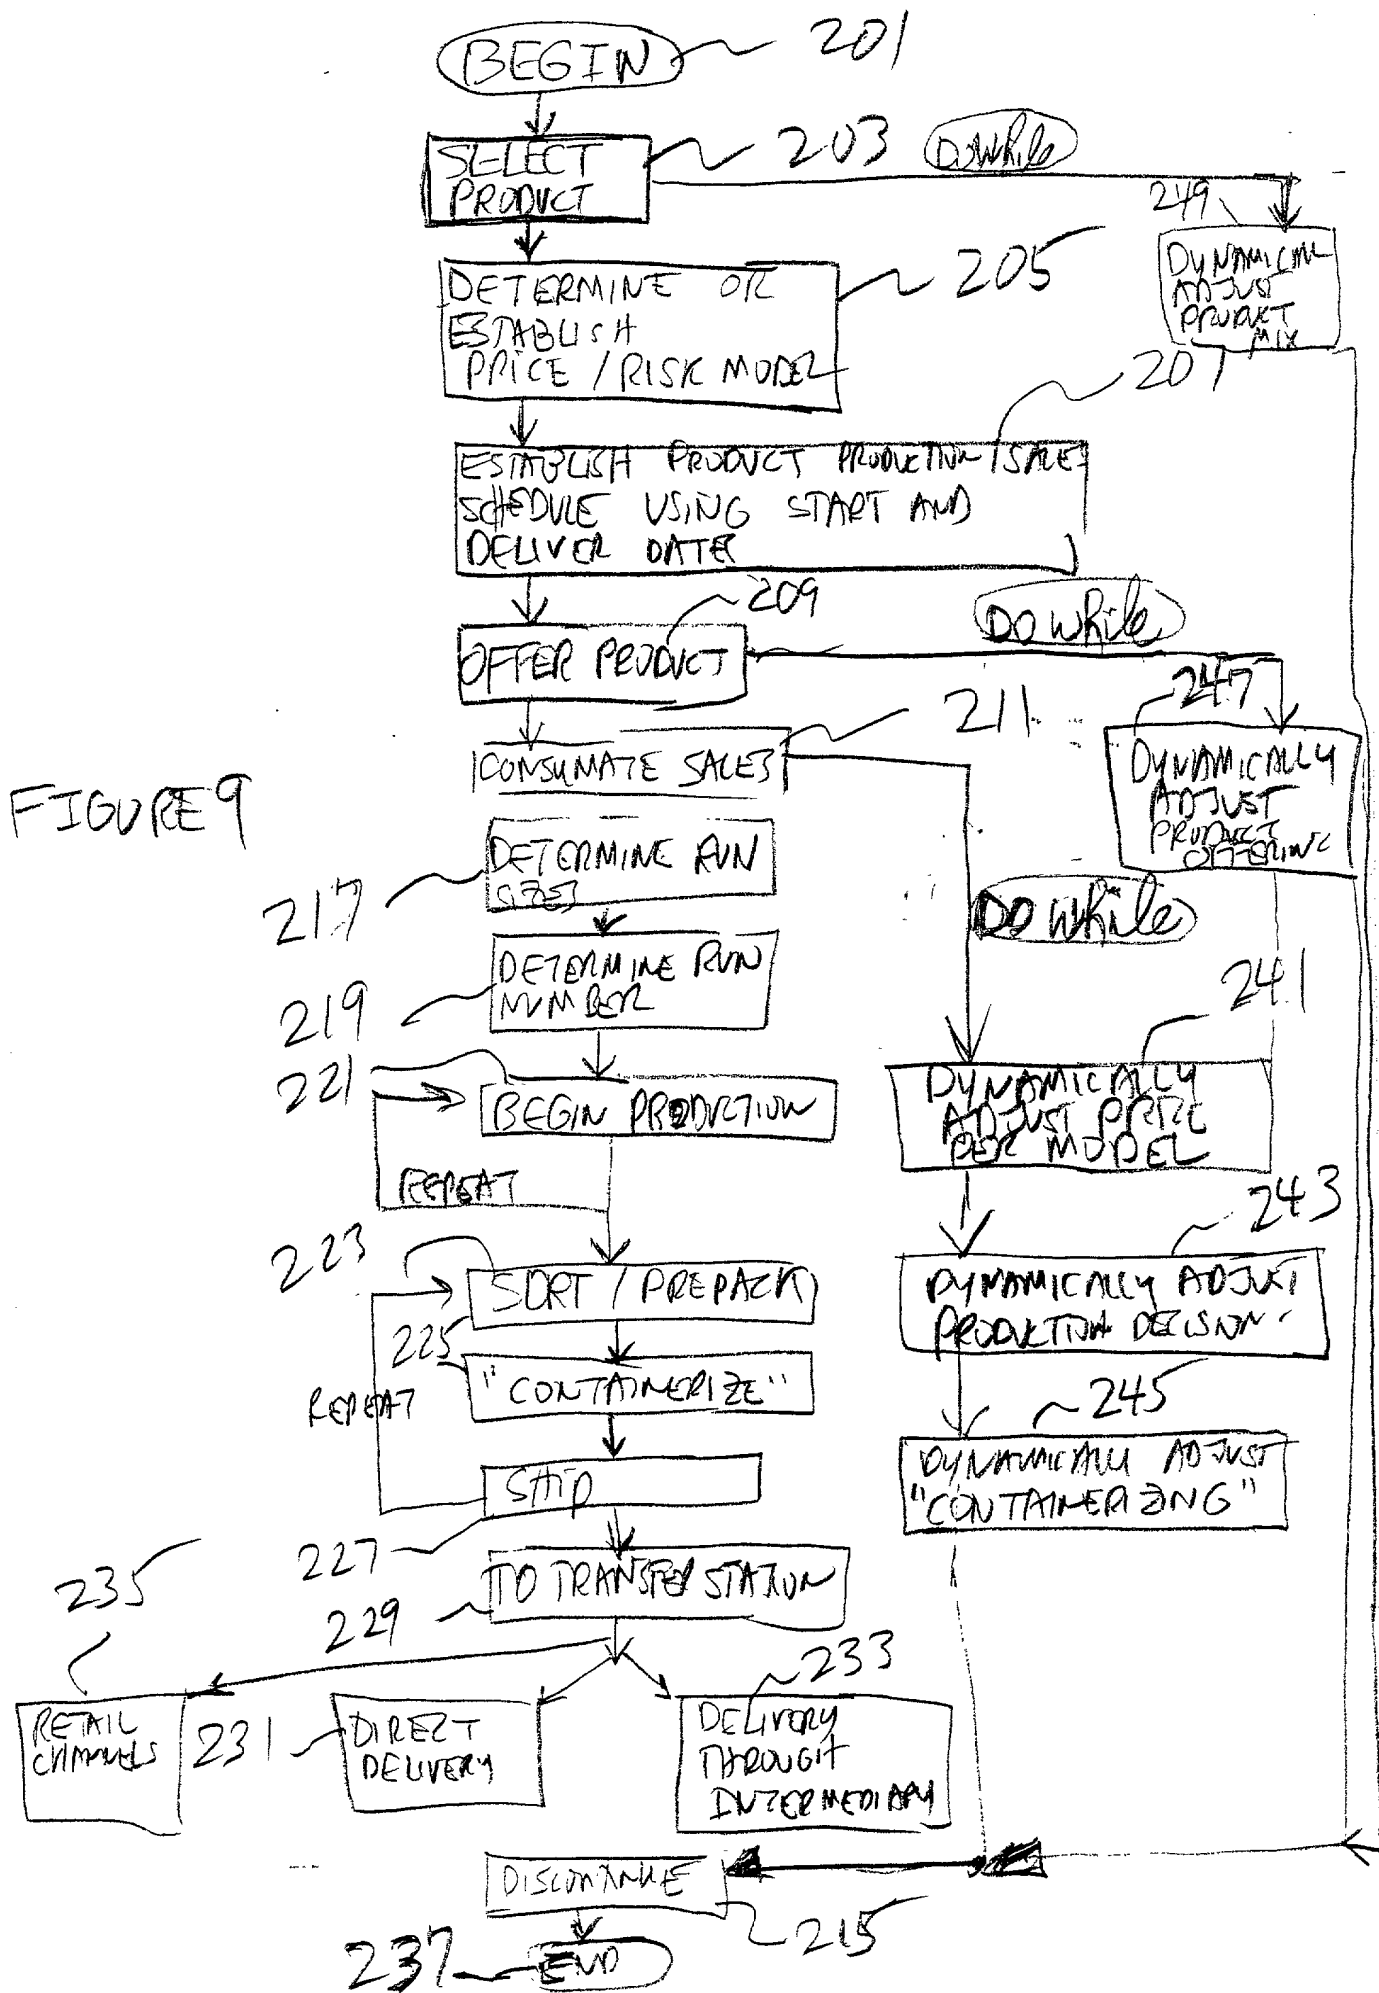 BEGIN
201
SELECT
PRODUCT
203
DO While
249
DYNAMICAL
ADJUST
PRODUCT
MIX
DETERMINE OR
ESTABLISH
PRICE / RISK MODEL
205
207
ESTABLISH PRODUCT PRODUCTION / SALES
SCHEDULE USING START AND
DELIVER DATES
209
DO While
OFFER PRODUCT
211
247
CONSUMATE SALES
DYNAMICALLY
ADJUST
PRODUCT
OFFERING
FIGURE 9
DETERMINE RUN
SIZES
217
DO While
DETERMINE RUN
NUMBER
219
241
221
BEGIN PRODUCTION
DYNAMICALLY
ADJUST PRICE
PER MODEL
REPEAT
243
223
SORT / PREPACK
DYNAMICALLY ADJUST
PRODUCTION DECISION
225
"CONTAINERIZE"
REPEAT
245
SHIP
DYNAMICALLY ADJUST
"CONTAINERIZING"
227
TO TRANSFER STATION
235
229
233
RETAIL
CHANNELS
231
DIRECT
DELIVERY
DELIVERY
THROUGH
INTERMEDIARY
DISCONTINUE
215
237
END